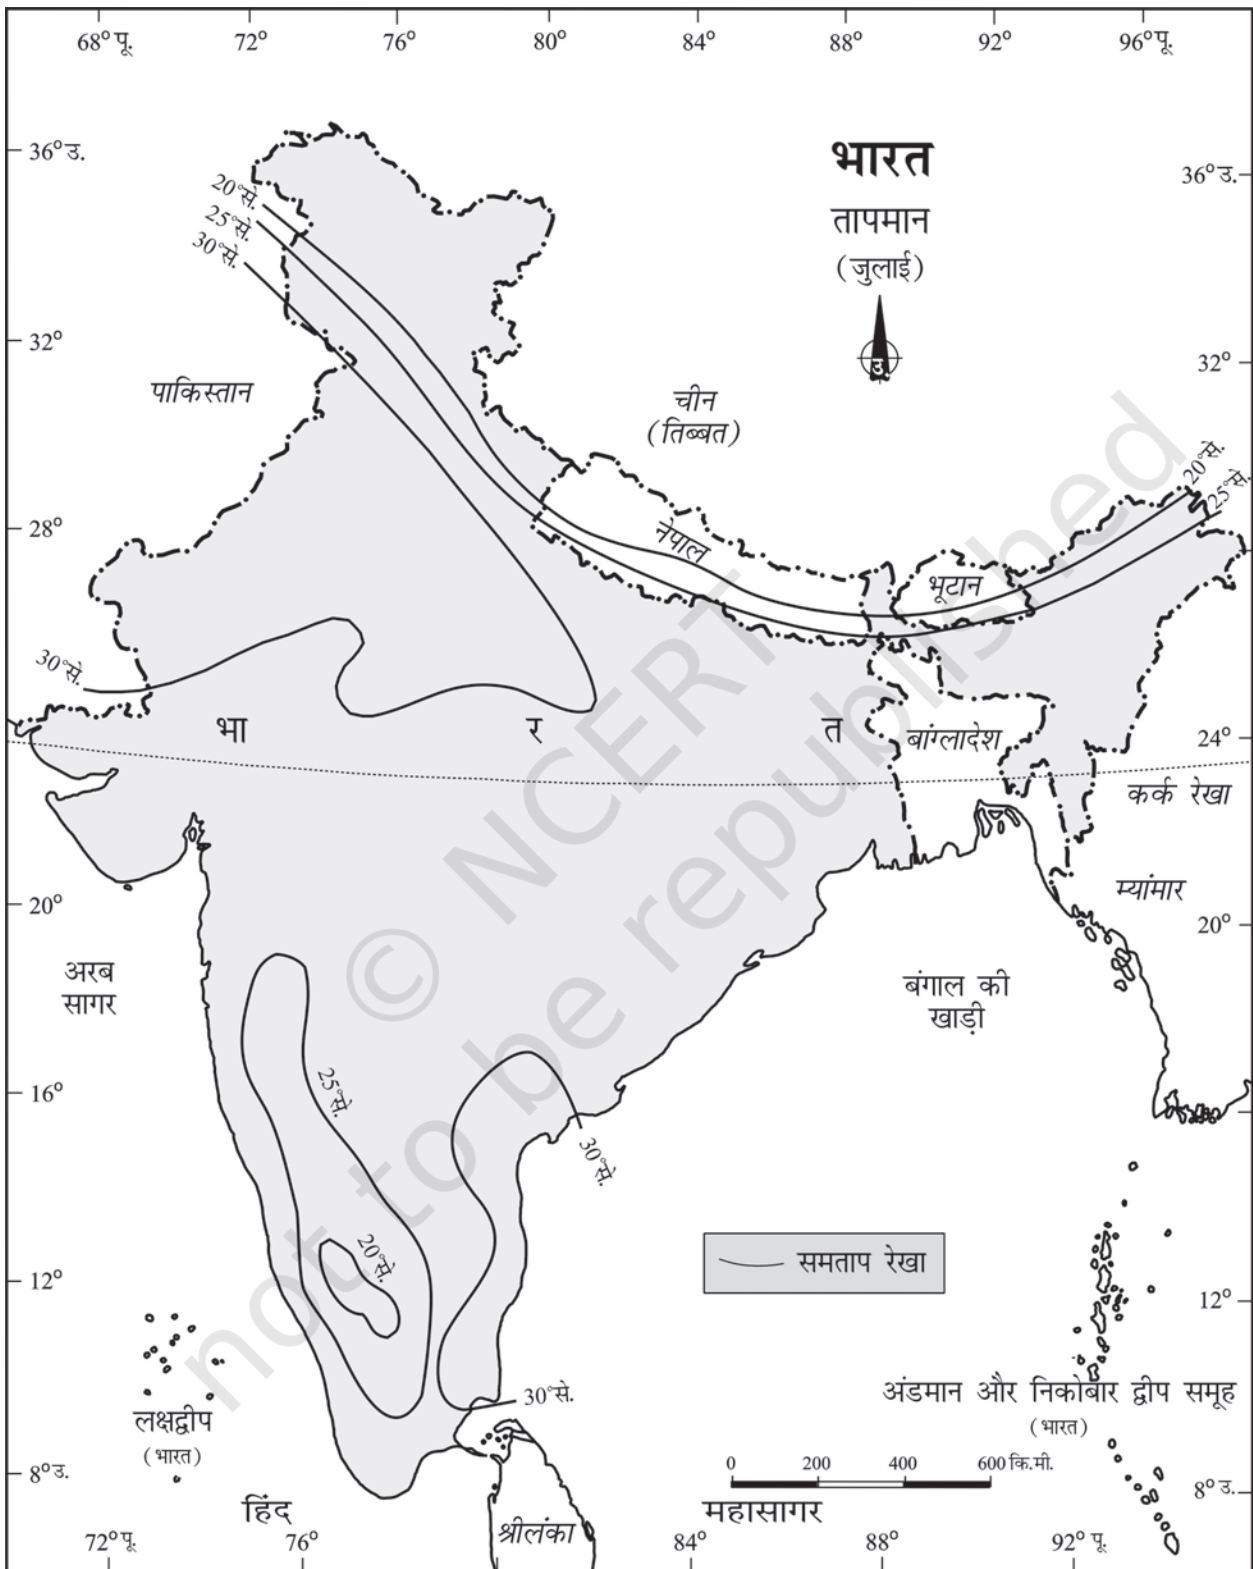 68° पू. 72° 76° 80° 84° 88° 92° 96° पू.
भारत
तापमान
(जुलाई)
उ
36° उ.
36° उ.
20° से.
25° से.
30° से.
32°
32°
पाकिस्तान
चीन
(तिब्बत)
20° से.
25° से.
28°
नेपाल
भूटान
30° से.
भा र त
बांग्लादेश
24°
कर्क रेखा
म्यांमार
20°
20°
अरब
सागर
बंगाल की
खाड़ी
16°
25° से.
30° से.
20° से.
समताप रेखा
12°
12°
30° से.
अंडमान और निकोबार द्वीप समूह
(भारत)
लक्षद्वीप
(भारत)
0 200 400 600 कि.मी.
8° उ.
8° उ.
हिंद
महासागर
श्रीलंका
72° पू. 76° 84° 88° 92° पू.
© NCERT
not to be republished